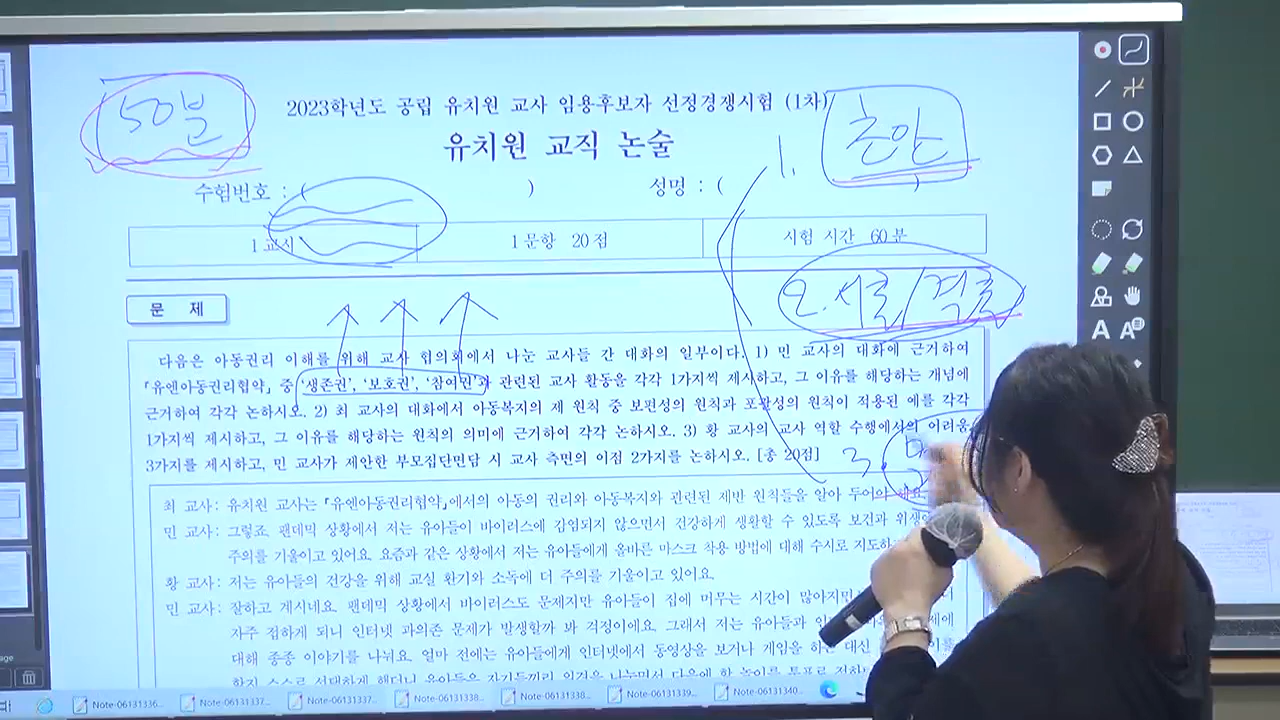 50분
2023학년도 공립 유치원 교사 임용후보자 선정경쟁시험 (1차)
1. 초안
유치원 교직 논술
수험번호 : ( )
성명 : ( )
1 교시
1 문항 20 점
시험 시간 60 분
2. 서론/결론
문 제
다음은 아동권리 이해를 위해 교사 협의회에서 나눈 교사들 간 대화의 일부이다. 1) 민 교사의 대화에 근거하여
「유엔아동권리협약」 중 '생존권', '보호권', '참여권'과 관련된 교사 활동을 각각 1가지씩 제시하고, 그 이유를 해당하는 개념에
근거하여 각각 논하시오. 2) 최 교사의 대화에서 아동복지의 제 원칙 중 보편성의 원칙과 포괄성의 원칙이 적용된 예를 각각
1가지씩 제시하고, 그 이유를 해당하는 원칙의 의미에 근거하여 각각 논하시오. 3) 황 교사의 교사 역할 수행에서의 어려움
3가지를 제시하고, 민 교사가 제안한 부모집단면담 시 교사 측면의 이점 2가지를 논하시오. [총 20점]
3.
최 교사 : 유치원 교사는 「유엔아동권리협약」에서의 아동의 권리와 아동복지와 관련된 제반 원칙들을 알아 두어야 해요.
민 교사 : 그렇죠. 팬데믹 상황에서 저는 유아들이 바이러스에 감염되지 않으면서 건강하게 생활할 수 있도록 보건과
주의를 기울이고 있어요. 요즘과 같은 상황에서 저는 유아들에게 올바른 마스크 착용 방법에 대해 수시로
황 교사 : 저는 유아들의 건강을 위해 교실 환기와 소독에 더 주의를 기울이고 있어요.
민 교사 : 잘하고 계시네요. 팬데믹 상황에서 바이러스도 문제지만 유아들이 집에 머무는 시간이
자주 접하게 되니 인터넷 과의존 문제가 발생할까 봐 걱정이에요. 그래서 저는 유아들과
대해 종종 이야기를 나눠요. 얼마 전에는 유아들에게 인터넷에서 동영상을 보거나 게임을 하는 대신
Note-06131336...
Note-06131337...
Note-06131337...
Note-06131338...
Note-06131338...
Note-06131339...
Note-06131340...